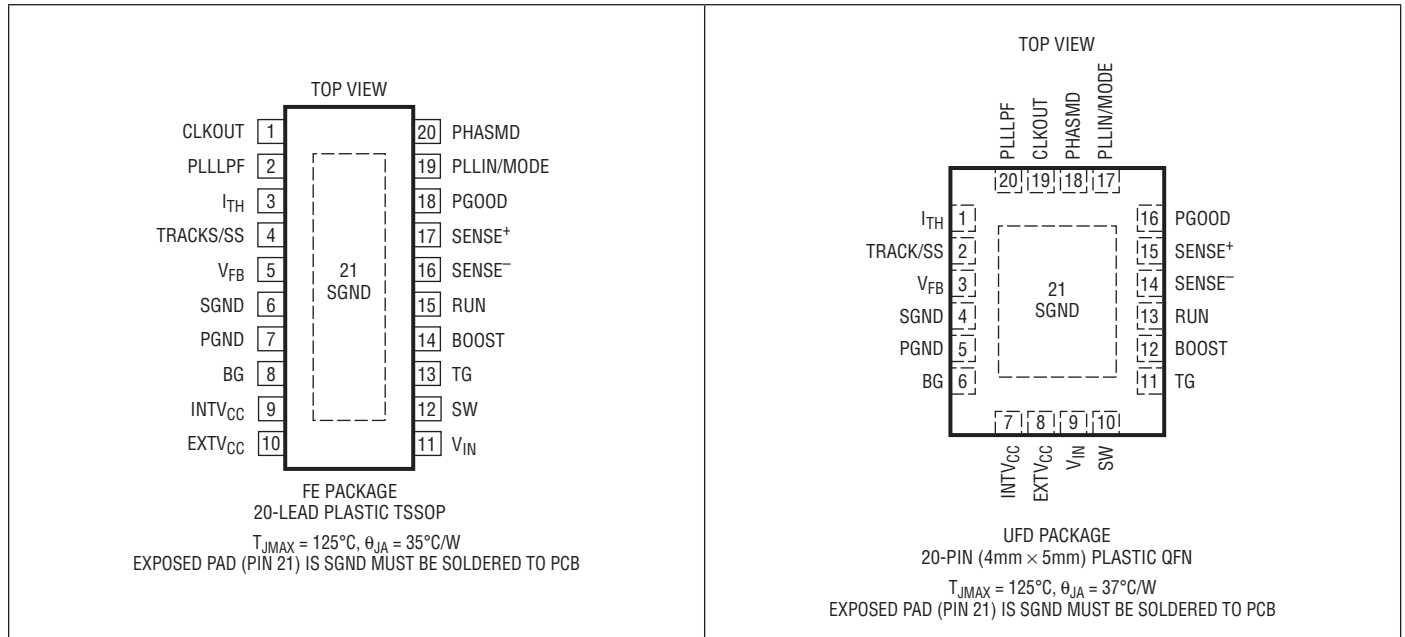 TOP VIEW
CLKOUT 1
PLLLPF 2
ITH 3
TRACKS/SS 4
VFB 5
SGND 6
PGND 7
BG 8
INTVCC 9
EXTVCC 10
20 PHASMD
19 PLLIN/MODE
18 PGOOD
17 SENSE+
16 SENSE–
15 RUN
14 BOOST
13 TG
12 SW
11 VIN
21
SGND
FE PACKAGE
20-LEAD PLASTIC TSSOP
TJMAX = 125°C, θJA = 35°C/W
EXPOSED PAD (PIN 21) IS SGND MUST BE SOLDERED TO PCB
TOP VIEW
PLLLPF
CLKOUT
PHASMD
PLLIN/MODE
20 19 18 17
ITH 1
TRACK/SS 2
VFB 3
SGND 4
PGND 5
BG 6
16 PGOOD
15 SENSE+
14 SENSE–
13 RUN
12 BOOST
11 TG
21
SGND
7 8 9 10
INTVCC
EXTVCC
VIN
SW
UFD PACKAGE
20-PIN (4mm × 5mm) PLASTIC QFN
TJMAX = 125°C, θJA = 37°C/W
EXPOSED PAD (PIN 21) IS SGND MUST BE SOLDERED TO PCB